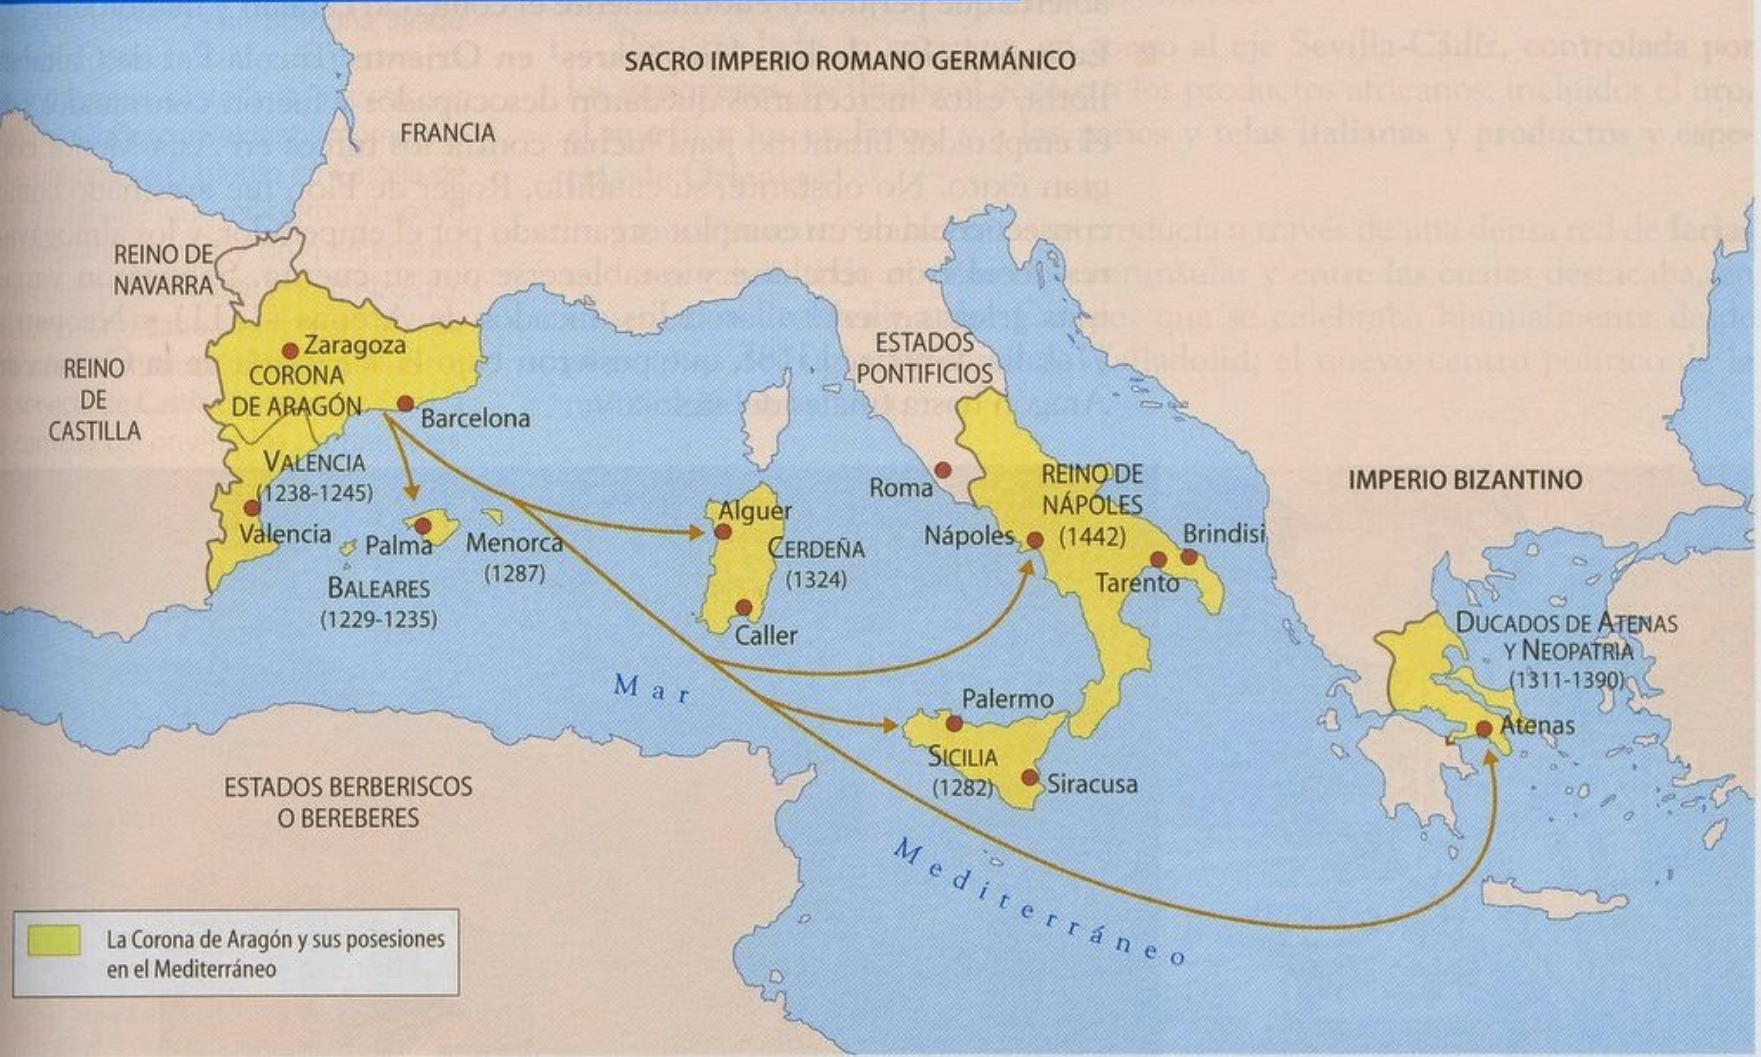 SACRO IMPERIO ROMANO GERMÁNICO
FRANCIA
REINO DE
NAVARRA
REINO
DE
CASTILLA
Zaragoza
CORONA
DE ARAGÓN
Barcelona
VALENCIA
(1238-1245)
Valencia
Palma
Menorca
(1287)
BALEARES
(1229-1235)
Alguer
CERDEÑA
(1324)
Caller
ESTADOS
PONTIFICIOS
Roma
REINO DE
NÁPOLES
(1442)
Nápoles
Brindisi
Tarento
IMPERIO BIZANTINO
DUCADOS DE ATENAS
Y NEOPATRIA
(1311-1390)
Atenas
Palermo
SICILIA
(1282)
Siracusa
Mar
Mediterráneo
ESTADOS BERBERISCOS
O BEREBERES
La Corona de Aragón y sus posesiones
en el Mediterráneo